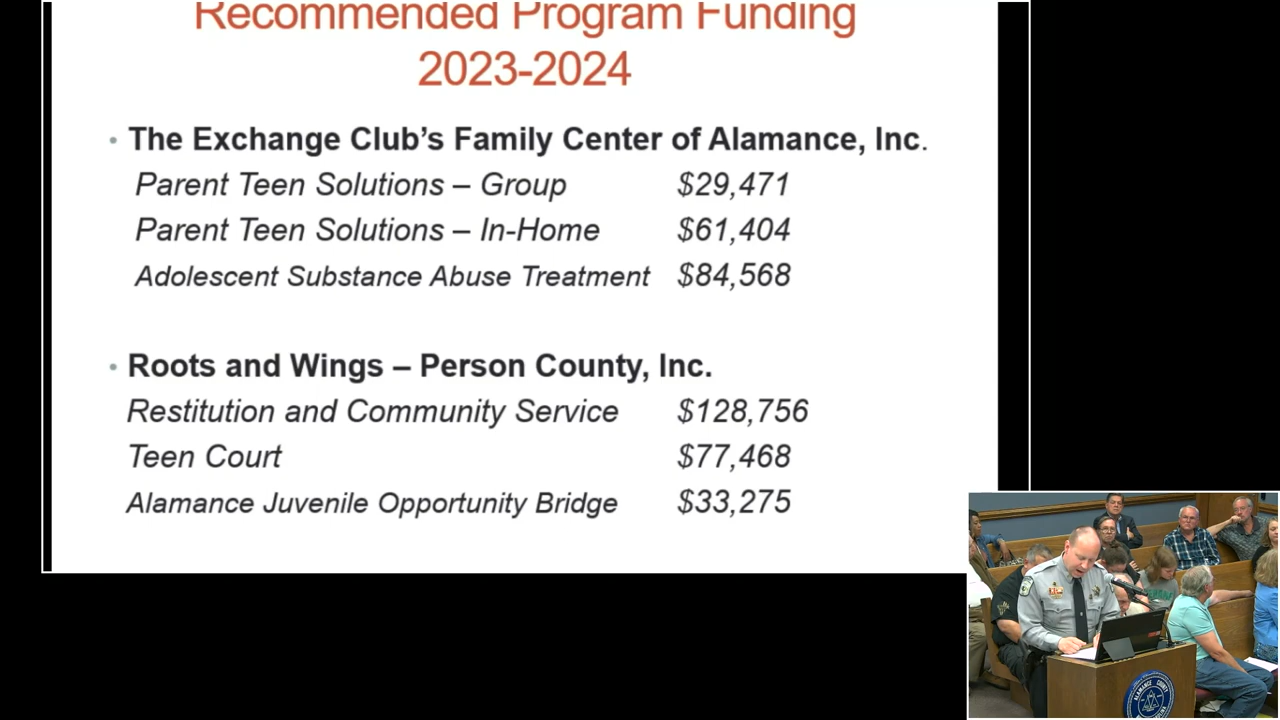 Recommended Program Funding
2023-2024
• The Exchange Club’s Family Center of Alamance, Inc.
Parent Teen Solutions – Group $29,471
Parent Teen Solutions – In-Home $61,404
Adolescent Substance Abuse Treatment $84,568
• Roots and Wings – Person County, Inc.
Restitution and Community Service $128,756
Teen Court $77,468
Alamance Juvenile Opportunity Bridge $33,275
ALAMANCE COUNTY